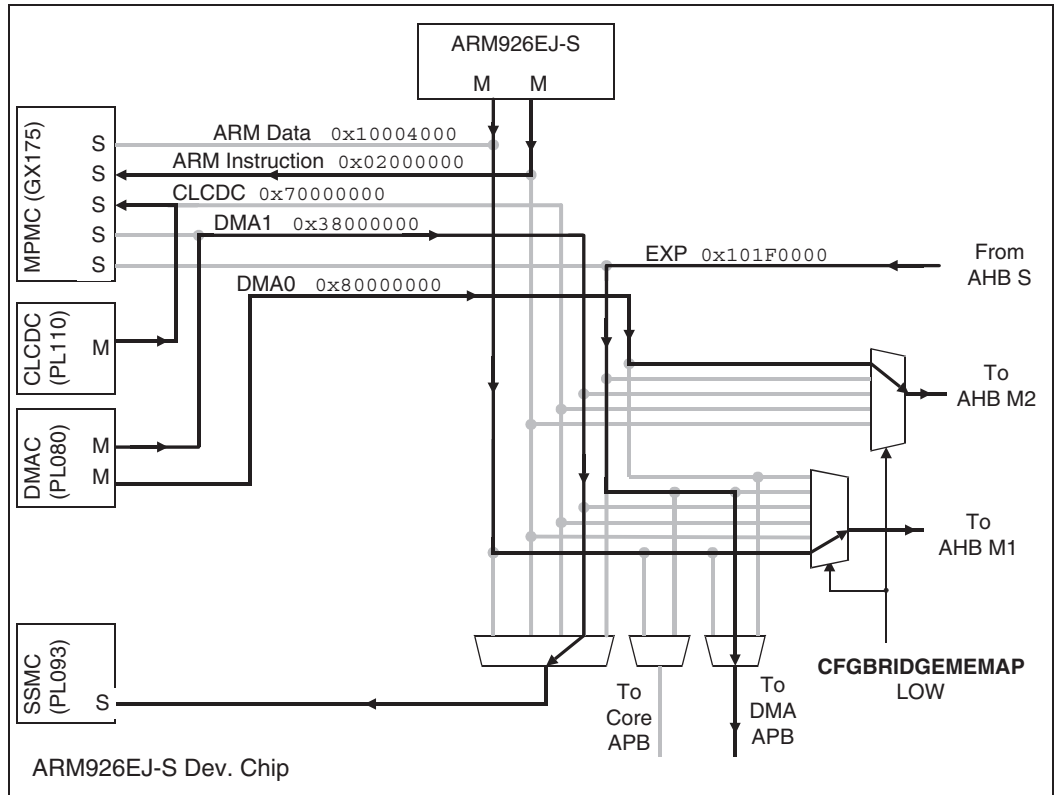 ARM926EJ-S
M M
MPMC (GX175)
S
S
S
S
S
ARM Data 0x10004000
ARM Instruction 0x02000000
CLCDC 0x70000000
DMA1 0x38000000
EXP 0x101F0000
From
AHB S
DMA0 0x80000000
CLCDC
(PL110)
M
To
AHB M2
DMAC
(PL080)
M
M
To
AHB M1
CFGBRIDGEMEMAP
LOW
SSMC
(PL093)
S
To
Core
APB
To
DMA
APB
ARM926EJ-S Dev. Chip